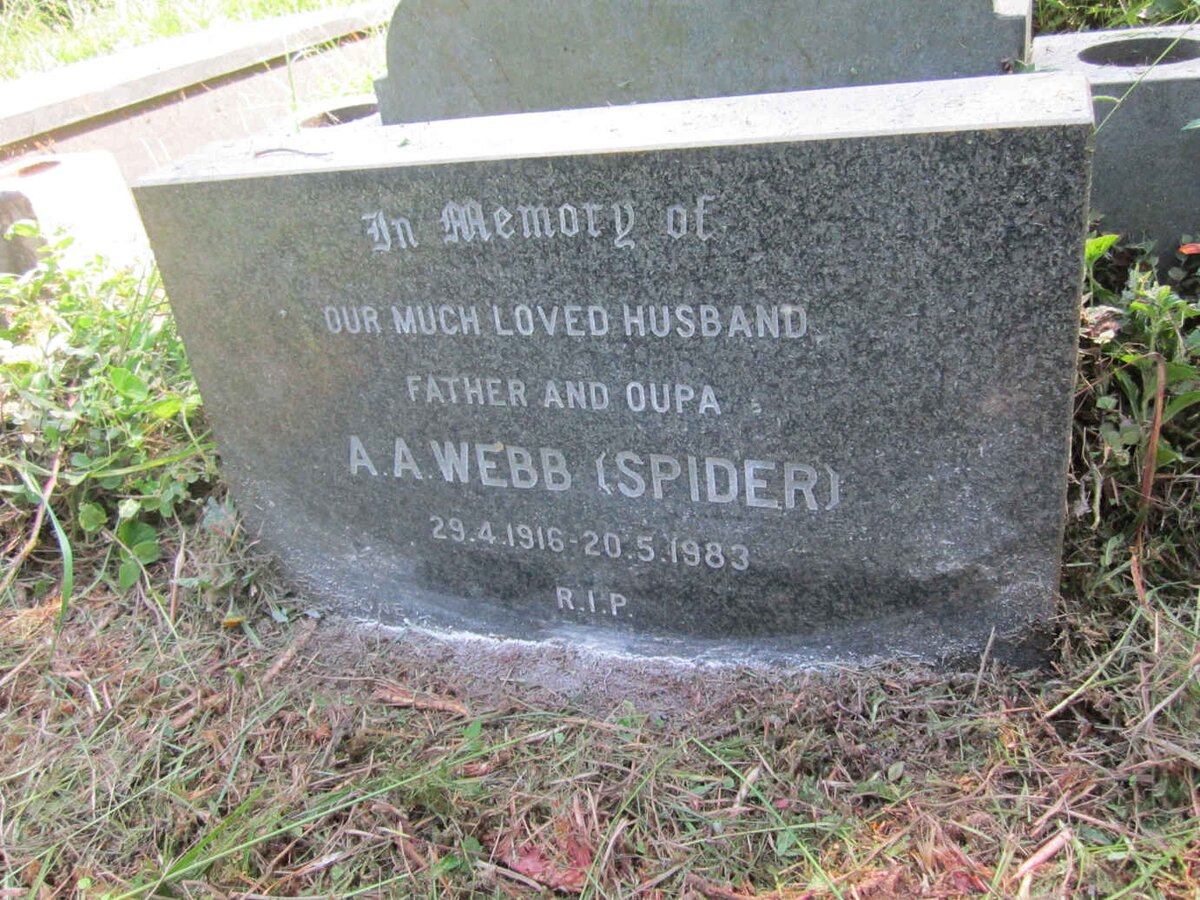 In Memory of
OUR MUCH LOVED HUSBAND,
FATHER AND OUPA
A.A.WEBB (SPIDER)
29.4.1916-20.5.1983
R.I.P.